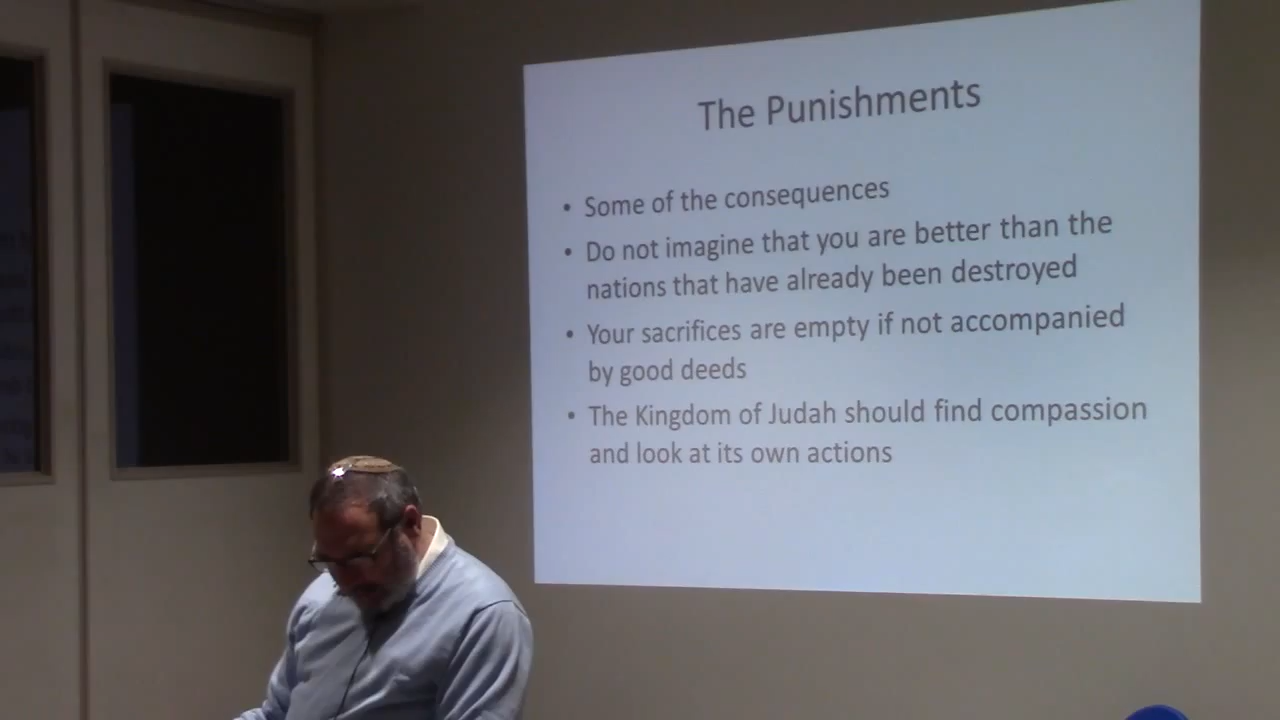 The Punishments
• Some of the consequences
• Do not imagine that you are better than the
nations that have already been destroyed
• Your sacrifices are empty if not accompanied
by good deeds
• The Kingdom of Judah should find compassion
and look at its own actions